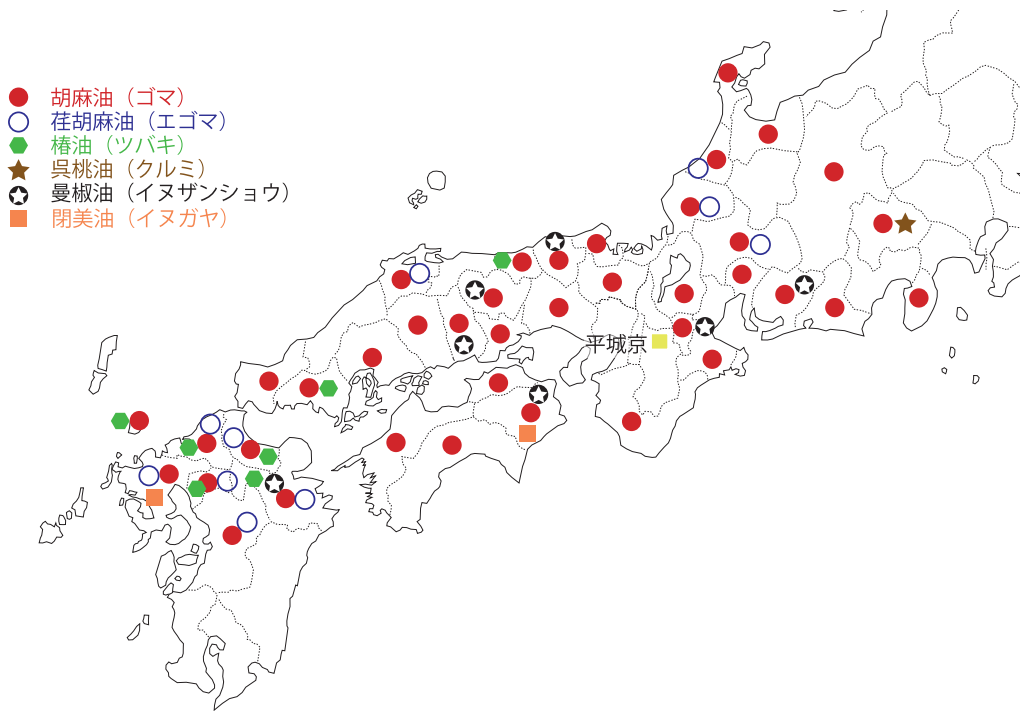 胡麻油（ゴマ）
荏胡麻油（エゴマ）
椿油（ツバキ）
呉桃油（クルミ）
曼椒油（イヌザンショウ）
閉美油（イヌガヤ）
平城京